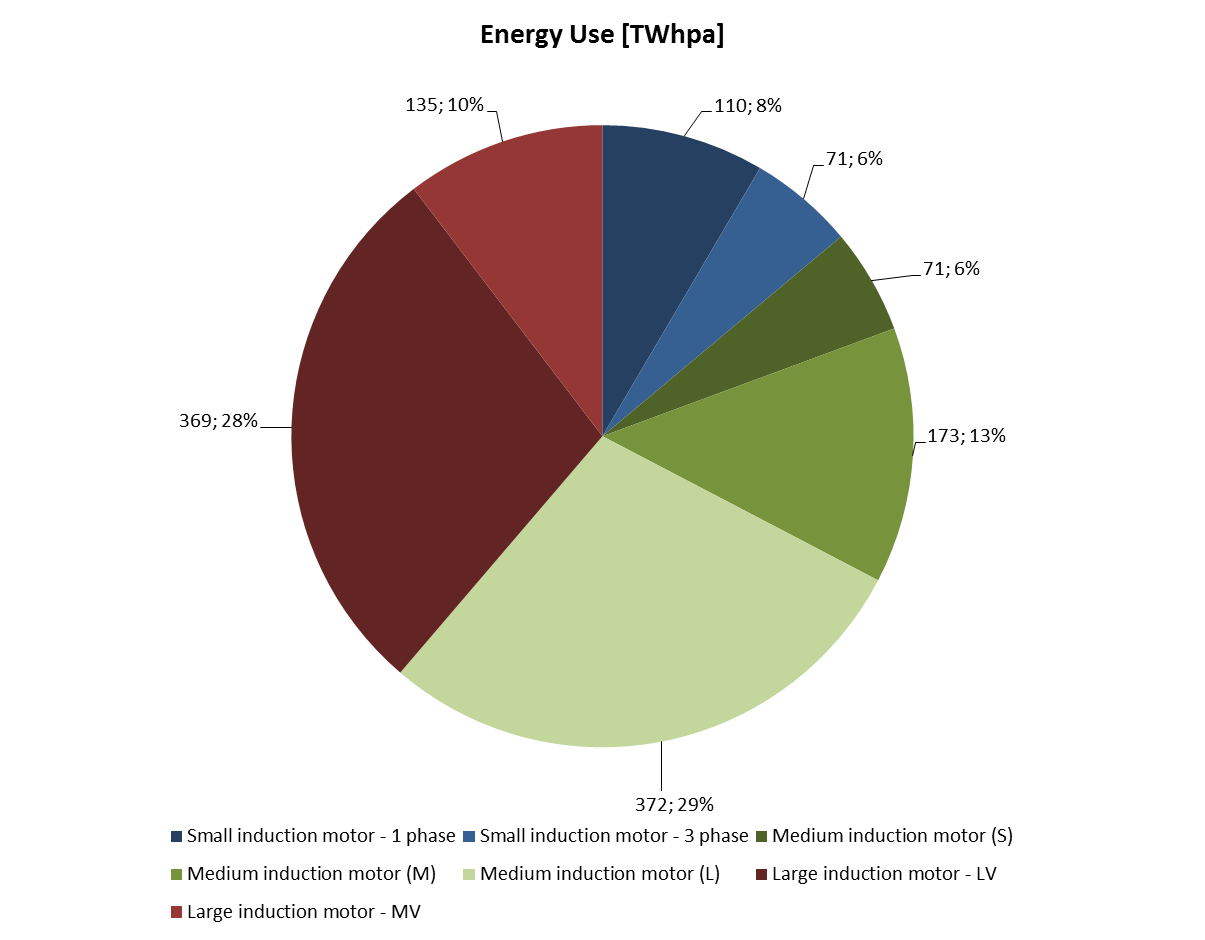 Energy Use [TWhpa]
135; 10%
110; 8%
71; 6%
71; 6%
369; 28%
173; 13%
372; 29%
Small induction motor - 1 phase
Small induction motor - 3 phase
Medium induction motor (S)
Medium induction motor (M)
Medium induction motor (L)
Large induction motor - LV
Large induction motor - MV